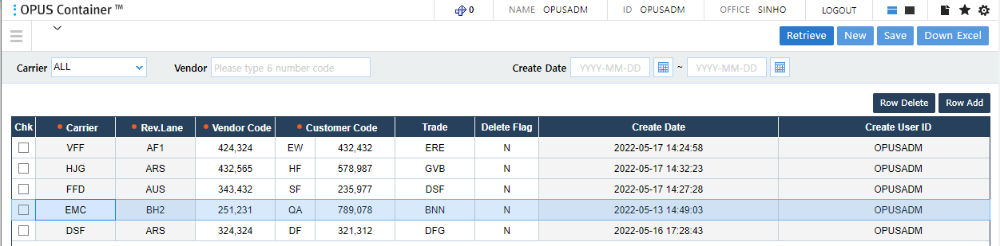 OPUS Container ™ 0 NAME OPUSADM ID OPUSADM OFFICE SINHO LOGOUT
Retrieve New Save Down Excel
Carrier ALL Vendor Please type 6 number code Create Date YYYY-MM-DD ~ YYYY-MM-DD
Row Delete Row Add
Chk Carrier Rev.Lane Vendor Code Customer Code Trade Delete Flag Create Date Create User ID
VFF AF1 424,324 EW 432,432 ERE N 2022-05-17 14:24:58 OPUSADM
HJG ARS 432,565 HF 578,987 GVB N 2022-05-17 14:32:23 OPUSADM
FFD AUS 343,432 SF 235,977 DSF N 2022-05-17 14:27:28 OPUSADM
EMC BH2 251,231 QA 789,078 BNN N 2022-05-13 14:49:03 OPUSADM
DSF ARS 324,324 DF 321,312 DFG N 2022-05-16 17:28:43 OPUSADM